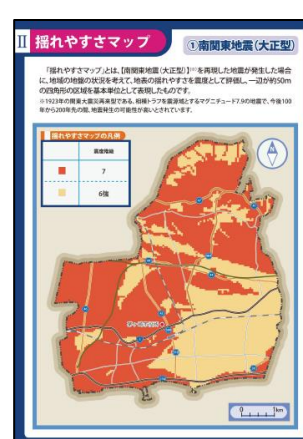 II 揺れやすさマップ
①南関東地震(大正型)
「揺れやすさマップ」とは、【南関東地震(大正型)】※を再現した地震が発生した場合
に、地域の地盤の状況を考えて、地表の揺れやすさを震度として評価し、一辺が約50m
の四角形の区域を基本単位として表現したものです。
※1923年の関東大震災再来型である、相模トラフを震源域とするマグニチュード7.9の地震で、今後100
年から200年先の間、地震発生の可能性が高いとされています。
揺れやすさマップの凡例
震度階級
7
6強
茅ヶ崎市役所
0 1km